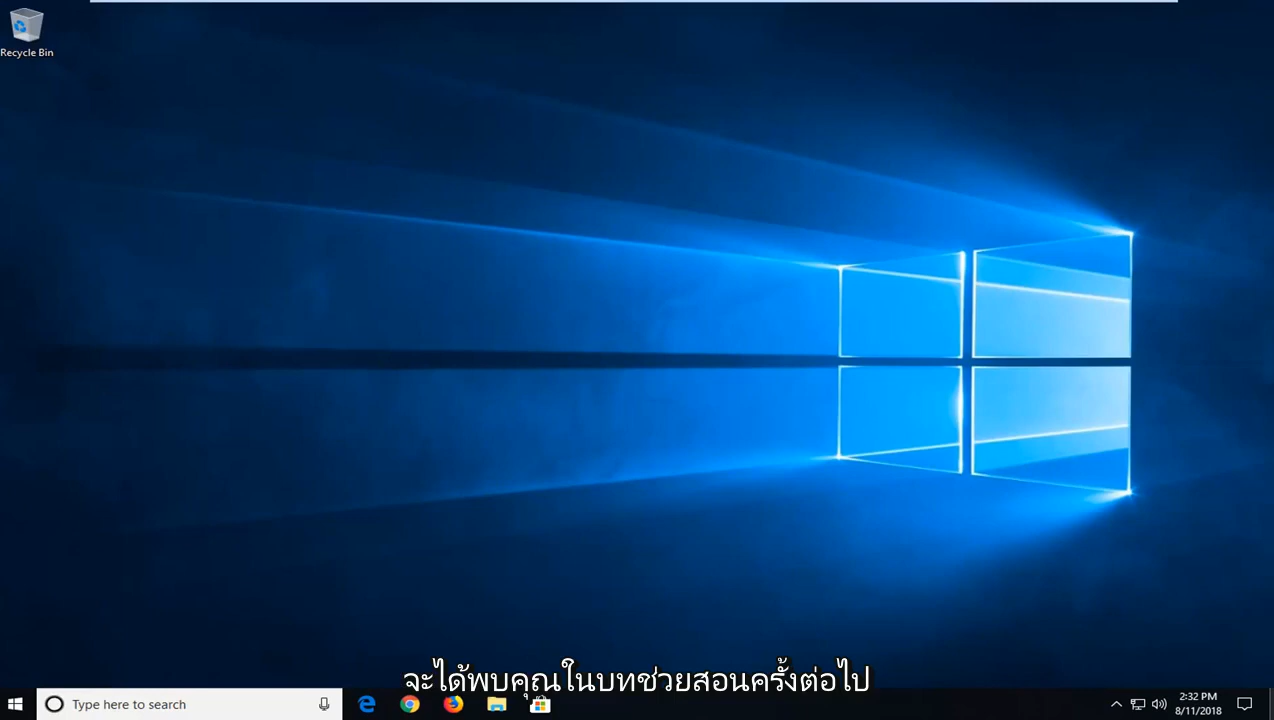 Recycle Bin
จะได้พบคุณในบทช่วยสอนครั้งต่อไป
Type here to search
2:32 PM
8/11/2018